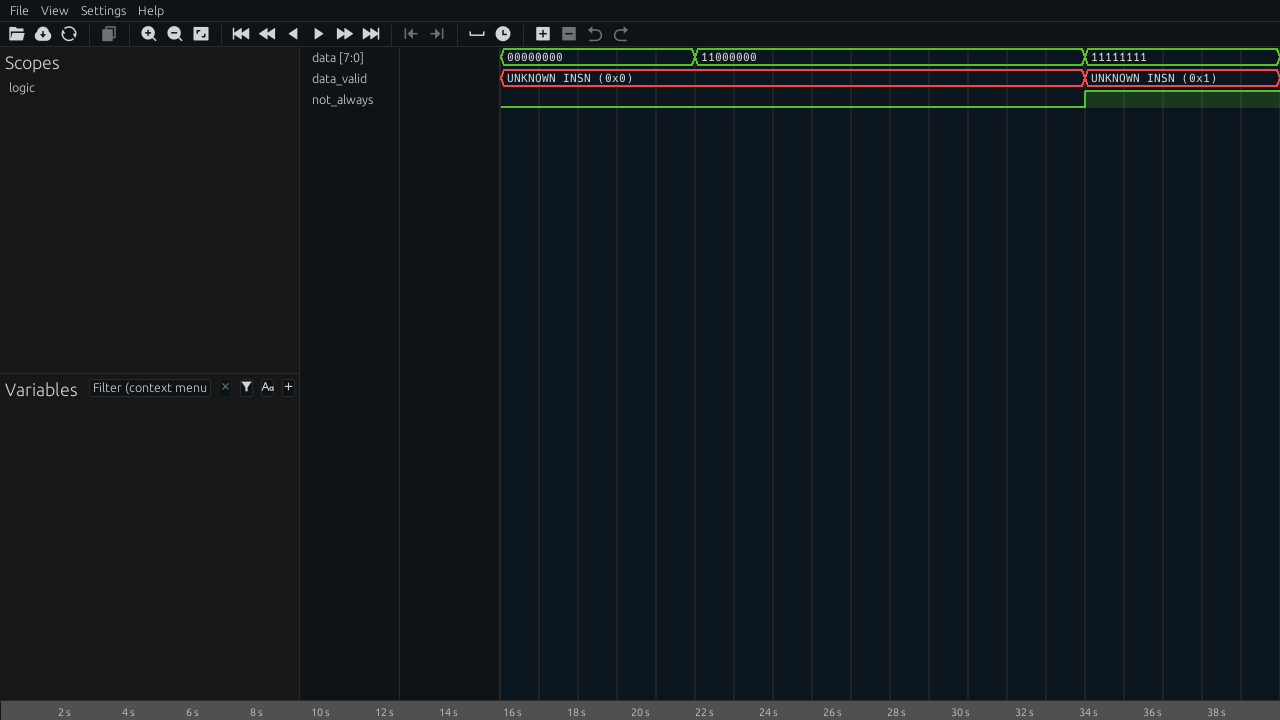 File View Settings Help
Scopes
logic
data [7:0] 00000000 11000000 11111111
data_valid UNKNOWN INSN (0x0) UNKNOWN INSN (0x1)
not_always
Variables Filter (context menu × Aa +
2 s 4 s 6 s 8 s 10 s 12 s 14 s 16 s 18 s 20 s 22 s 24 s 26 s 28 s 30 s 32 s 34 s 36 s 38 s